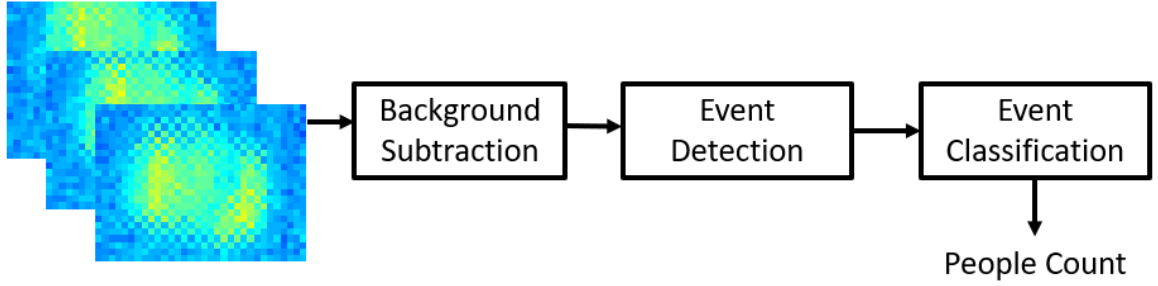 Background
Subtraction
Event
Detection
Event
Classification
People Count